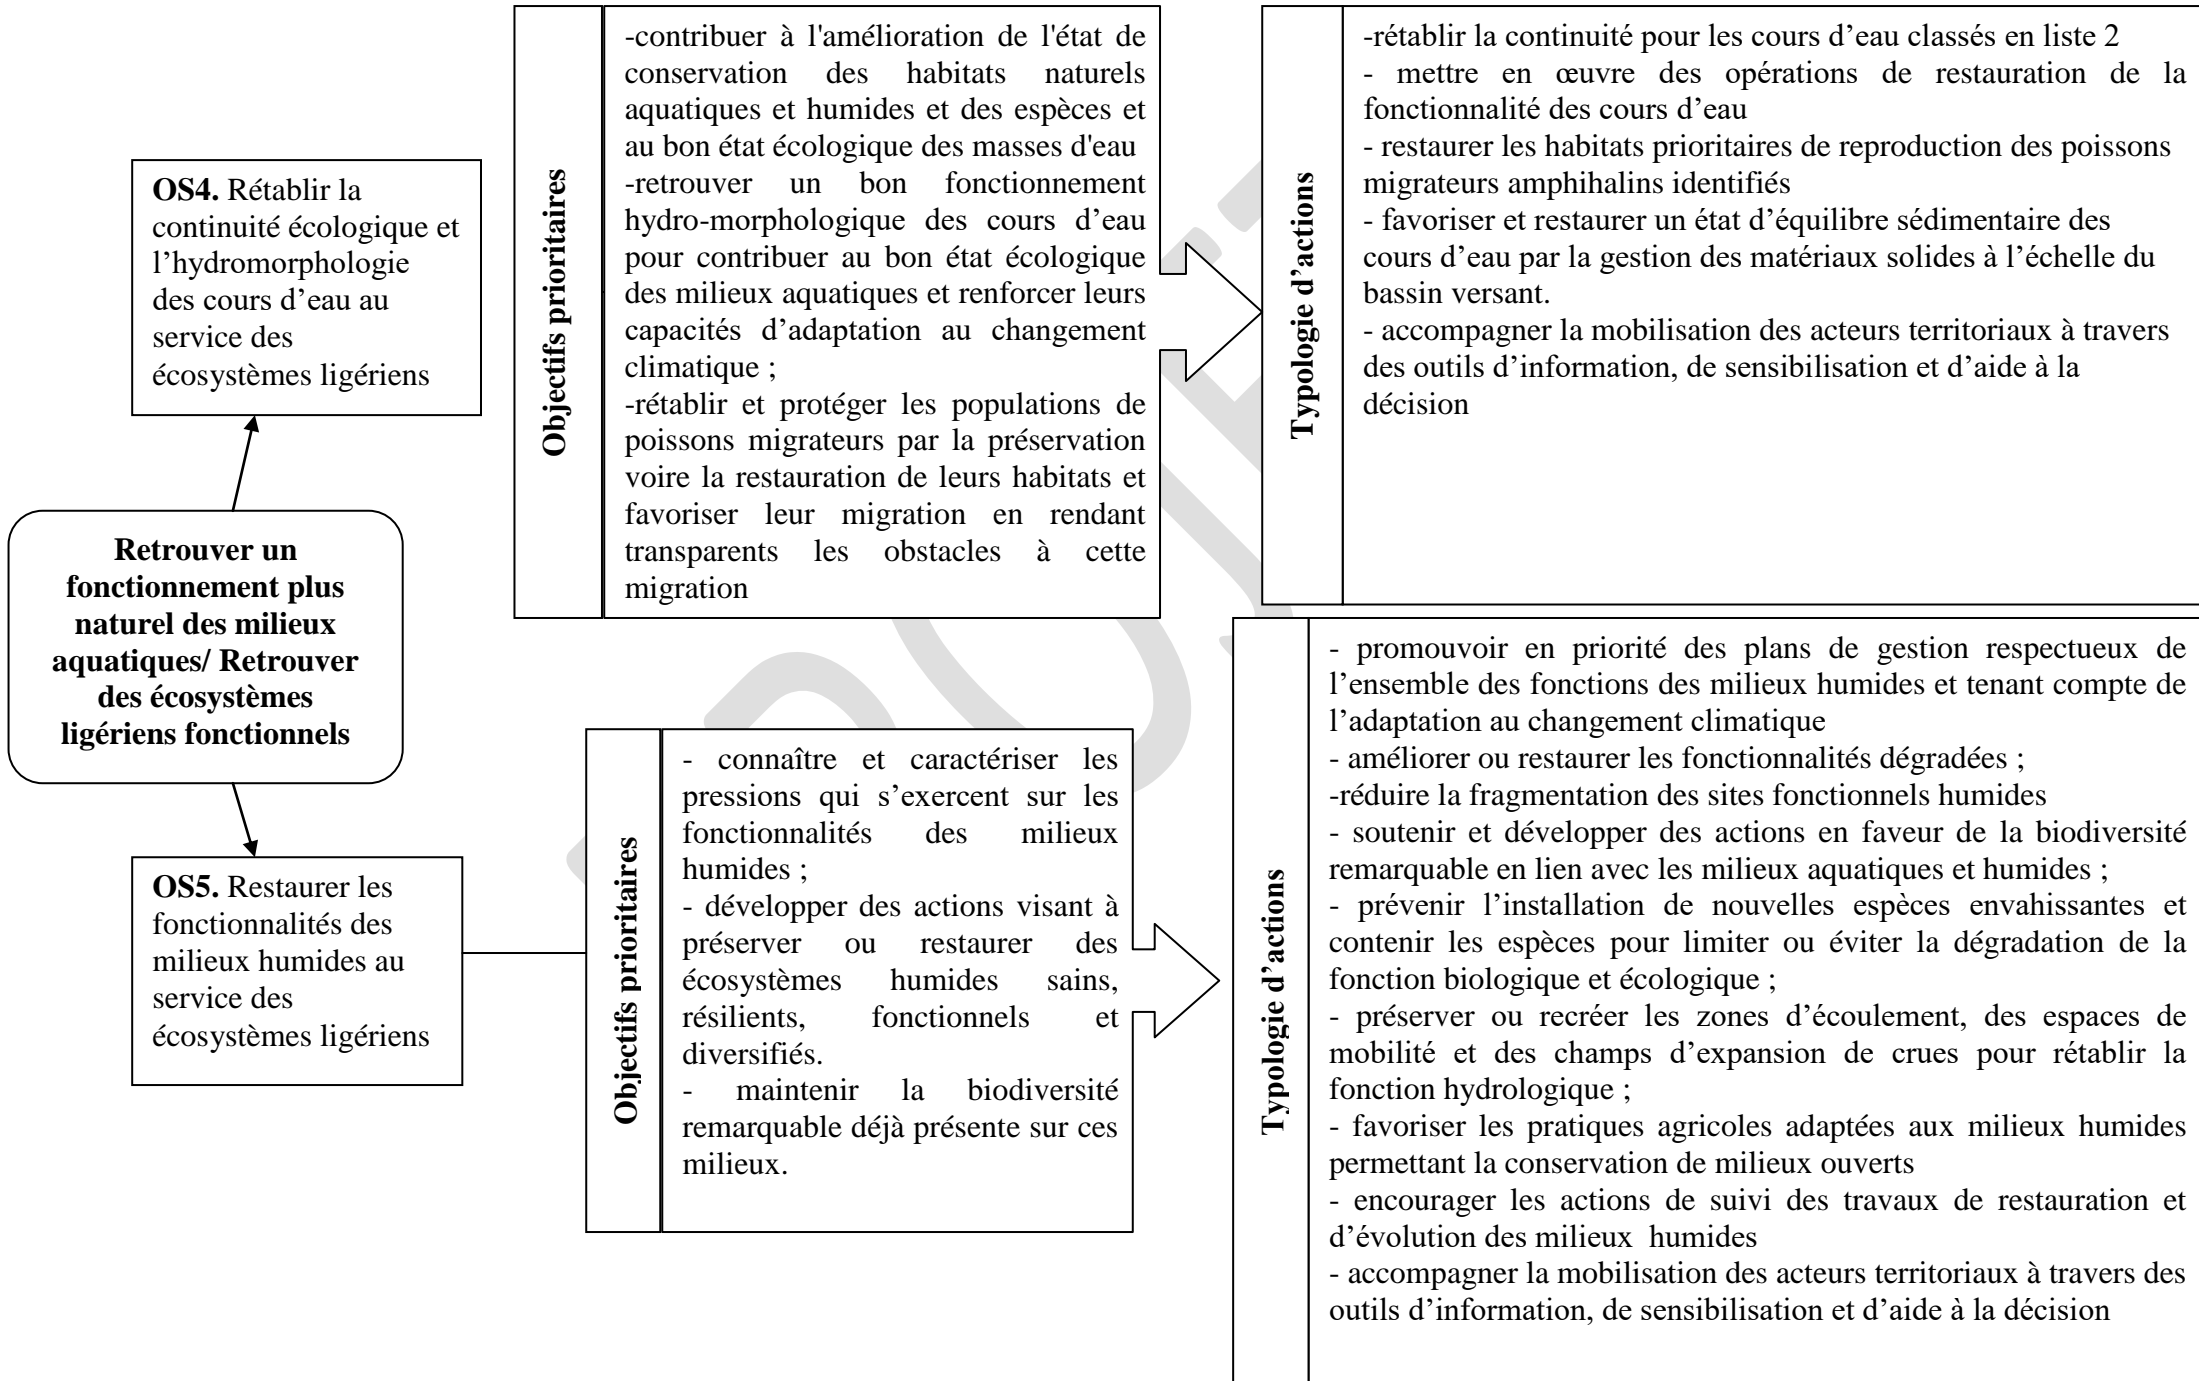 Retrouver un
fonctionnement plus
naturel des milieux
aquatiques/ Retrouver
des écosystèmes
ligériens fonctionnels
OS4. Rétablir la
continuité écologique et
l’hydromorphologie
des cours d’eau au
service des
écosystèmes ligériens
Objectifs prioritaires
-contribuer à l'amélioration de l'état de
conservation des habitats naturels
aquatiques et humides et des espèces et
au bon état écologique des masses d'eau
-retrouver un bon fonctionnement
hydro-morphologique des cours d’eau
pour contribuer au bon état écologique
des milieux aquatiques et renforcer leurs
capacités d’adaptation au changement
climatique ;
-rétablir et protéger les populations de
poissons migrateurs par la préservation
voire la restauration de leurs habitats et
favoriser leur migration en rendant
transparents les obstacles à cette
migration
Typologie d’actions
-rétablir la continuité pour les cours d’eau classés en liste 2
- mettre en œuvre des opérations de restauration de la
fonctionnalité des cours d’eau
- restaurer les habitats prioritaires de reproduction des poissons
migrateurs amphihalins identifiés
- favoriser et restaurer un état d’équilibre sédimentaire des
cours d’eau par la gestion des matériaux solides à l’échelle du
bassin versant.
- accompagner la mobilisation des acteurs territoriaux à travers
des outils d’information, de sensibilisation et d’aide à la
décision
OS5. Restaurer les
fonctionnalités des
milieux humides au
service des
écosystèmes ligériens
Objectifs prioritaires
- connaître et caractériser les
pressions qui s’exercent sur les
fonctionnalités des milieux
humides ;
- développer des actions visant à
préserver ou restaurer des
écosystèmes humides sains,
résilients, fonctionnels et
diversifiés.
- maintenir la biodiversité
remarquable déjà présente sur ces
milieux.
Typologie d’actions
- promouvoir en priorité des plans de gestion respectueux de
l’ensemble des fonctions des milieux humides et tenant compte de
l’adaptation au changement climatique
- améliorer ou restaurer les fonctionnalités dégradées ;
-réduire la fragmentation des sites fonctionnels humides
- soutenir et développer des actions en faveur de la biodiversité
remarquable en lien avec les milieux aquatiques et humides ;
- prévenir l’installation de nouvelles espèces envahissantes et
contenir les espèces pour limiter ou éviter la dégradation de la
fonction biologique et écologique ;
- préserver ou recréer les zones d’écoulement, des espaces de
mobilité et des champs d’expansion de crues pour rétablir la
fonction hydrologique ;
- favoriser les pratiques agricoles adaptées aux milieux humides
permettant la conservation de milieux ouverts
- encourager les actions de suivi des travaux de restauration et
d’évolution des milieux  humides
- accompagner la mobilisation des acteurs territoriaux à travers des
outils d’information, de sensibilisation et d’aide à la décision